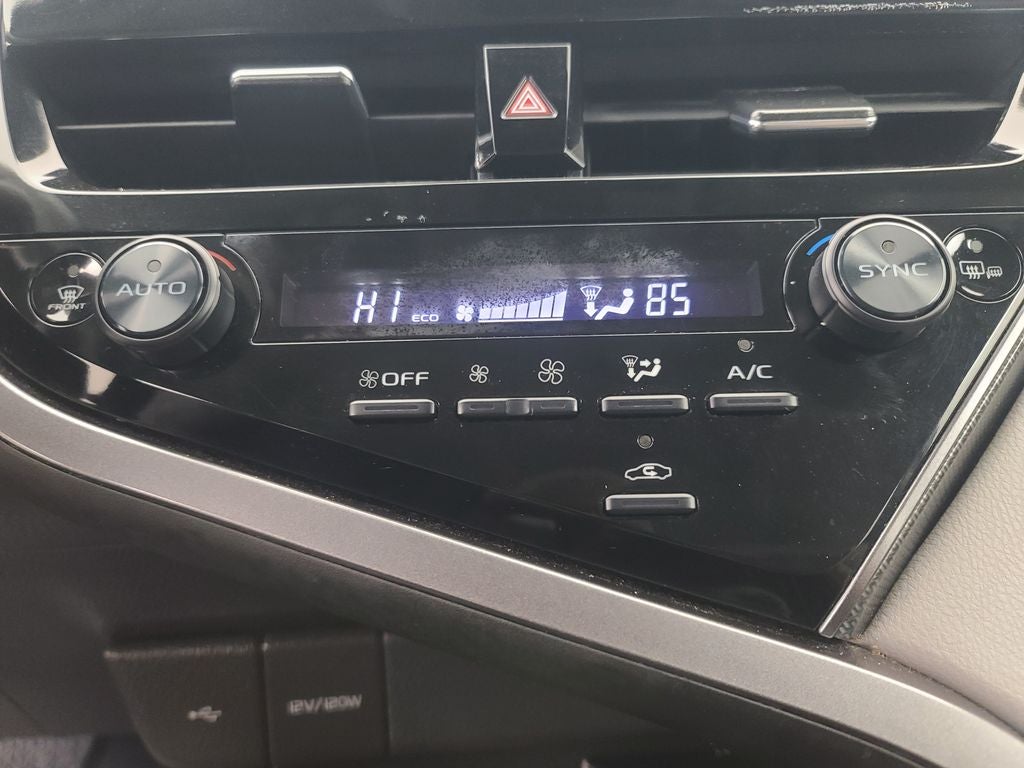 FRONT
AUTO
HI ECO 85
SYNC
OFF
A/C
12V/120W